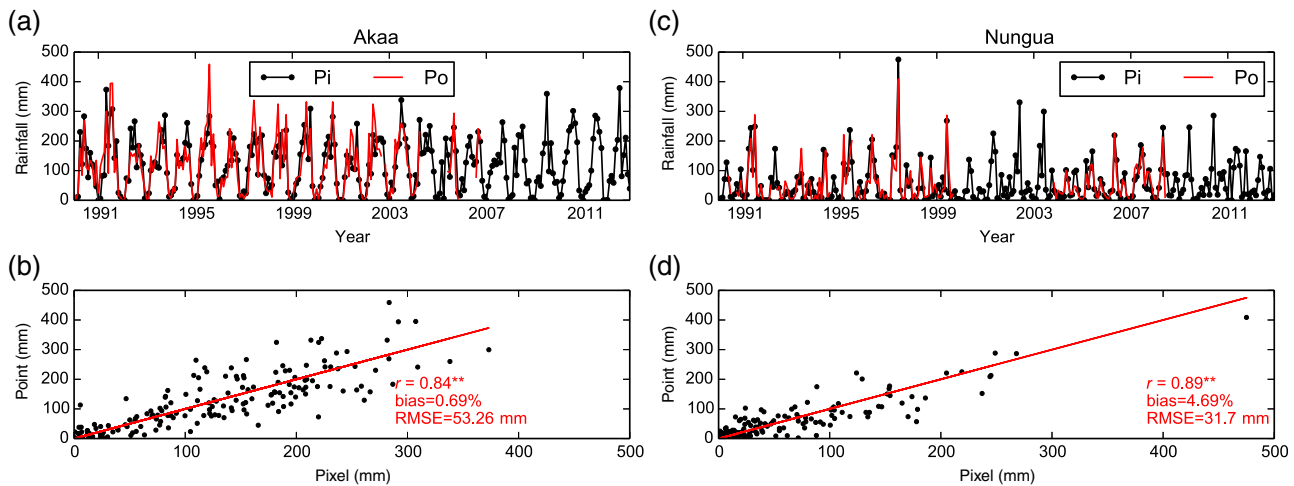 (a)
Akaa
500
400
300
200
100
0
Rainfall (mm)
Pi Po
1991 1995 1999 2003 2007 2011
Year
(b)
500
400
300
200
100
0
Point (mm)
r = 0.84**
bias=0.69%
RMSE=53.26 mm
0 100 200 300 400 500
Pixel (mm)
(c)
Nungua
500
400
300
200
100
0
Rainfall (mm)
Pi Po
1991 1995 1999 2003 2007 2011
Year
(d)
500
400
300
200
100
0
Point (mm)
r = 0.89**
bias=4.69%
RMSE=31.7 mm
0 100 200 300 400 500
Pixel (mm)